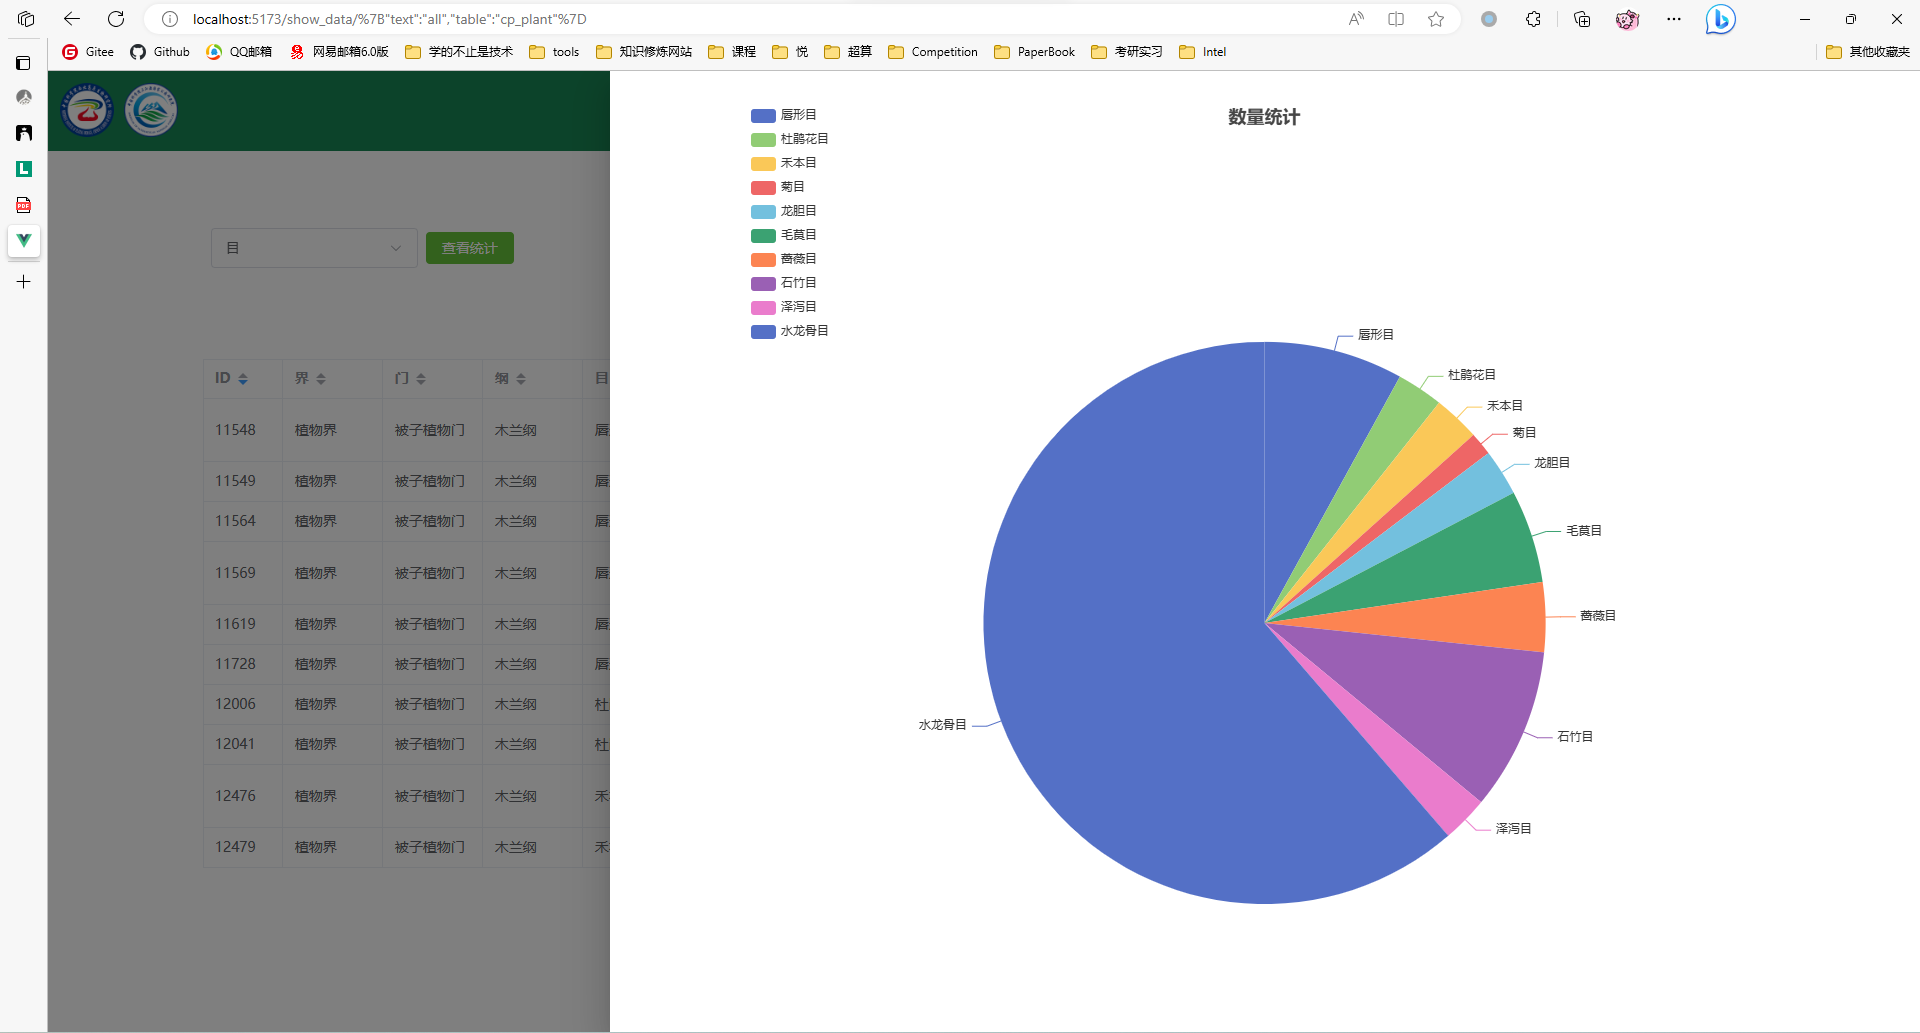 localhost:5173/show_data/%7B"text":"all","table":"cp_plant"%7D
Gitee Github QQ邮箱 网易邮箱6.0版 学的不止是技术 tools 知识修炼网站 课程 悦 超算 Competition PaperBook 考研实习 Intel 其他收藏夹
目 查看统计
ID 界 门 纲 目
11548 植物界 被子植物门 木兰纲 唇
11549 植物界 被子植物门 木兰纲 唇
11564 植物界 被子植物门 木兰纲 唇
11569 植物界 被子植物门 木兰纲 唇
11619 植物界 被子植物门 木兰纲 唇
11728 植物界 被子植物门 木兰纲 唇
12006 植物界 被子植物门 木兰纲 杜
12041 植物界 被子植物门 木兰纲 杜
12476 植物界 被子植物门 木兰纲 禾
12479 植物界 被子植物门 木兰纲 禾
数量统计
唇形目
杜鹃花目
禾本目
菊目
龙胆目
毛茛目
蔷薇目
石竹目
泽泻目
水龙骨目
唇形目
杜鹃花目
禾本目
菊目
龙胆目
毛茛目
蔷薇目
石竹目
泽泻目
水龙骨目